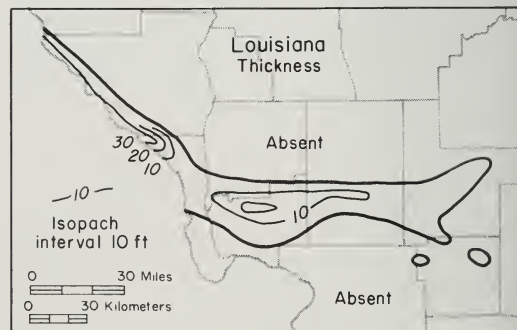 Louisiana
Thickness
Absent
30
20
10
10
10
Isopach
interval 10 ft
0 30 Miles
0 30 Kilometers
Absent